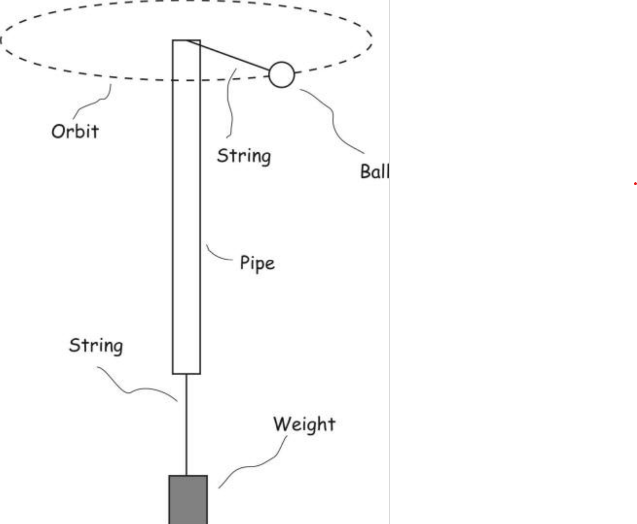 Orbit
String
Ball
Pipe
String
Weight